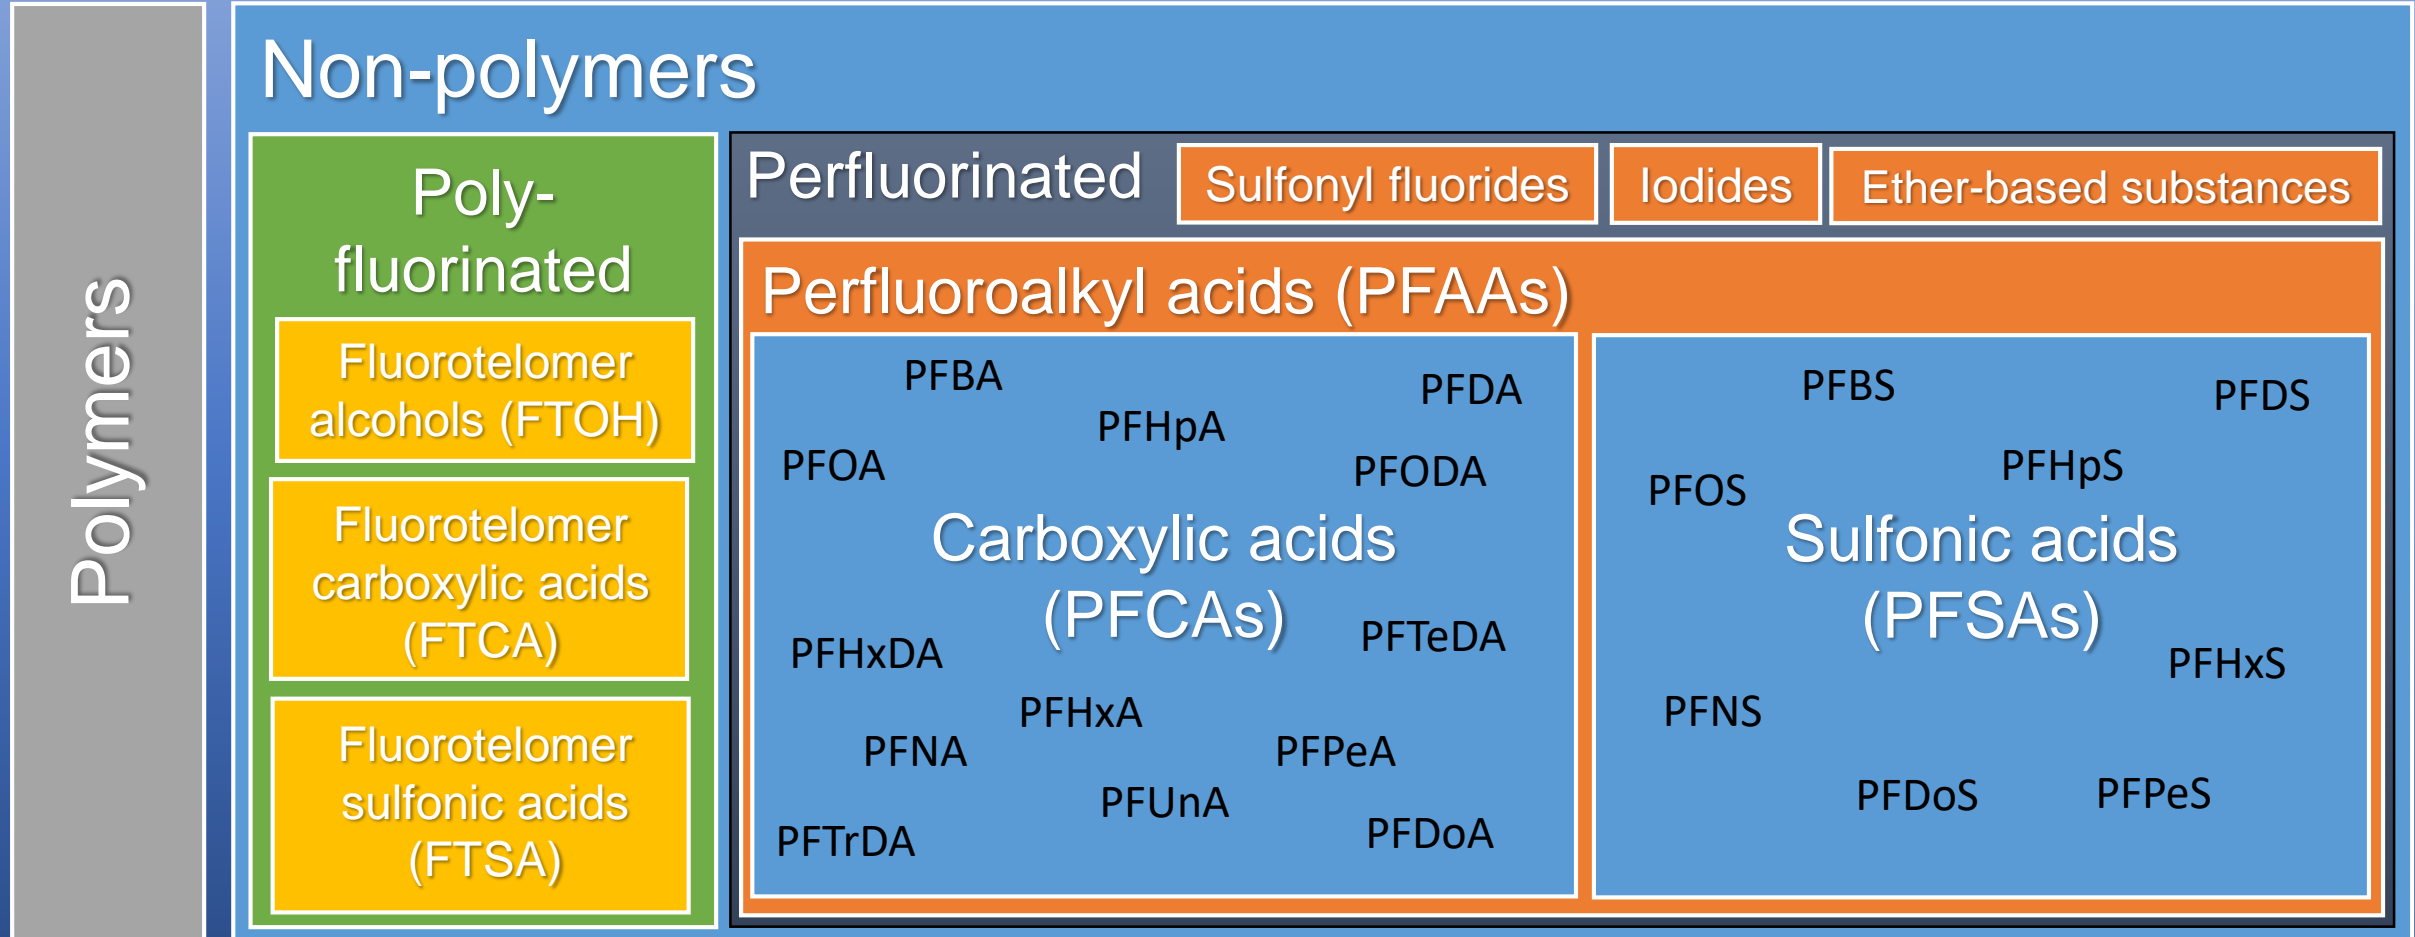 Polymers
Non-polymers
Poly-
fluorinated
Fluorotelomer
alcohols (FTOH)
Fluorotelomer
carboxylic acids
(FTCA)
Fluorotelomer
sulfonic acids
(FTSA)
Perfluorinated
Sulfonyl fluorides
Iodides
Ether-based substances
Perfluoroalkyl acids (PFAAs)
PFBA
PFDA
PFHpA
PFOA
PFODA
Carboxylic acids
(PFCAs)
PFTeDA
PFHxDA
PFHxA
PFNA
PFPeA
PFUnA
PFTrDA
PFDoA
PFBS
PFDS
PFHpS
PFOS
Sulfonic acids
(PFSAs)
PFHxS
PFNS
PFDoS
PFPeS